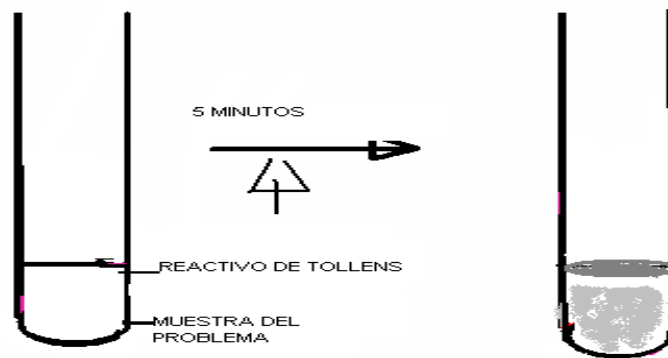 5 MINUTOS
REACTIVO DE TOLLENS
MUESTRA DEL
PROBLEMA